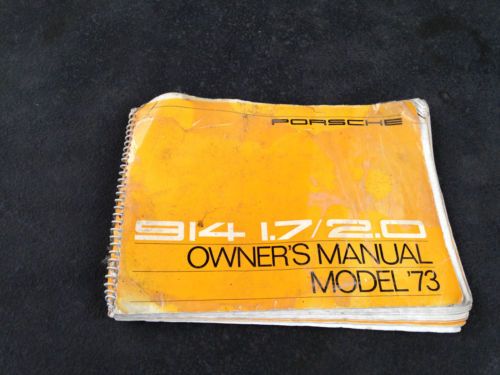 PORSCHE
914 1.7/2.0
OWNER'S MANUAL
MODEL '73